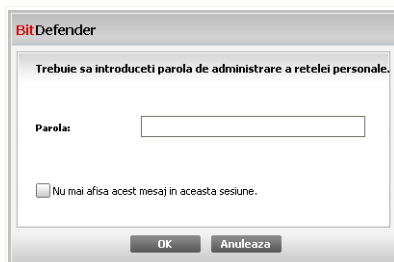 BitDefender
Trebuie sa introduceti parola de administrare a retelei personale.
Parola:
Nu mai afisa acest mesaj in aceasta sesiune.
OK Anuleaza